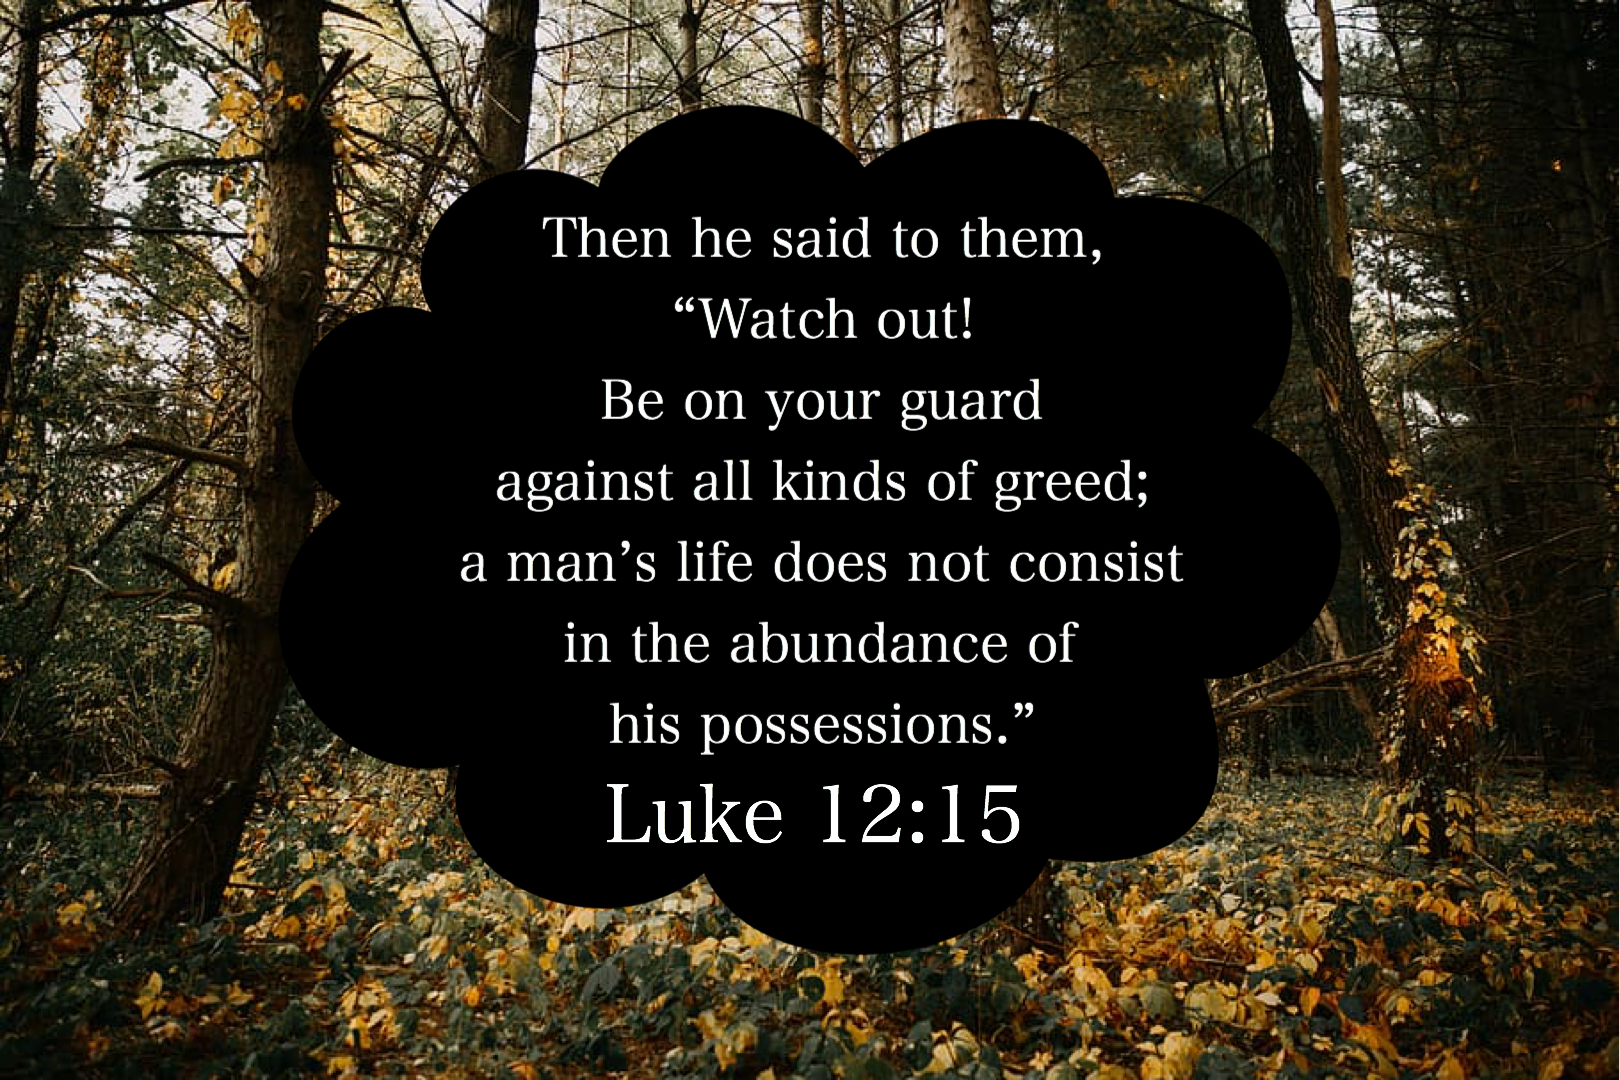 Then he said to them,
“Watch out!
Be on your guard
against all kinds of greed;
a man’s life does not consist
in the abundance of
his possessions.”
Luke 12:15